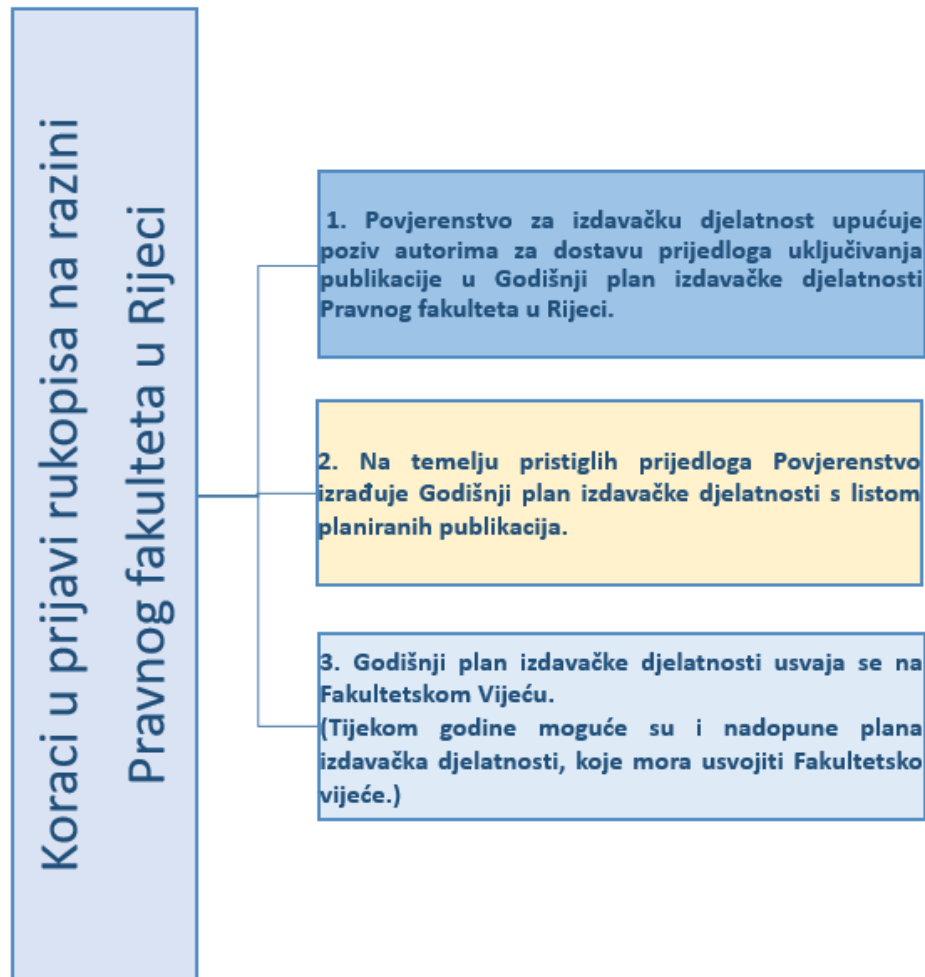 Koraci u prijavi rukopisa na razini
Pravnog fakulteta u Rijeci
1. Povjerenstvo za izdavačku djelatnost upućuje
poziv autorima za dostavu prijedloga uključivanja
publikacije u Godišnji plan izdavačke djelatnosti
Pravnog fakulteta u Rijeci.
2. Na temelju pristiglih prijedloga Povjerenstvo
izrađuje Godišnji plan izdavačke djelatnosti s listom
planiranih publikacija.
3. Godišnji plan izdavačke djelatnosti usvaja se na
Fakultetskom Vijeću.
(Tijekom godine moguće su i nadopune plana
izdavačka djelatnosti, koje mora usvojiti Fakultetsko
vijeće.)